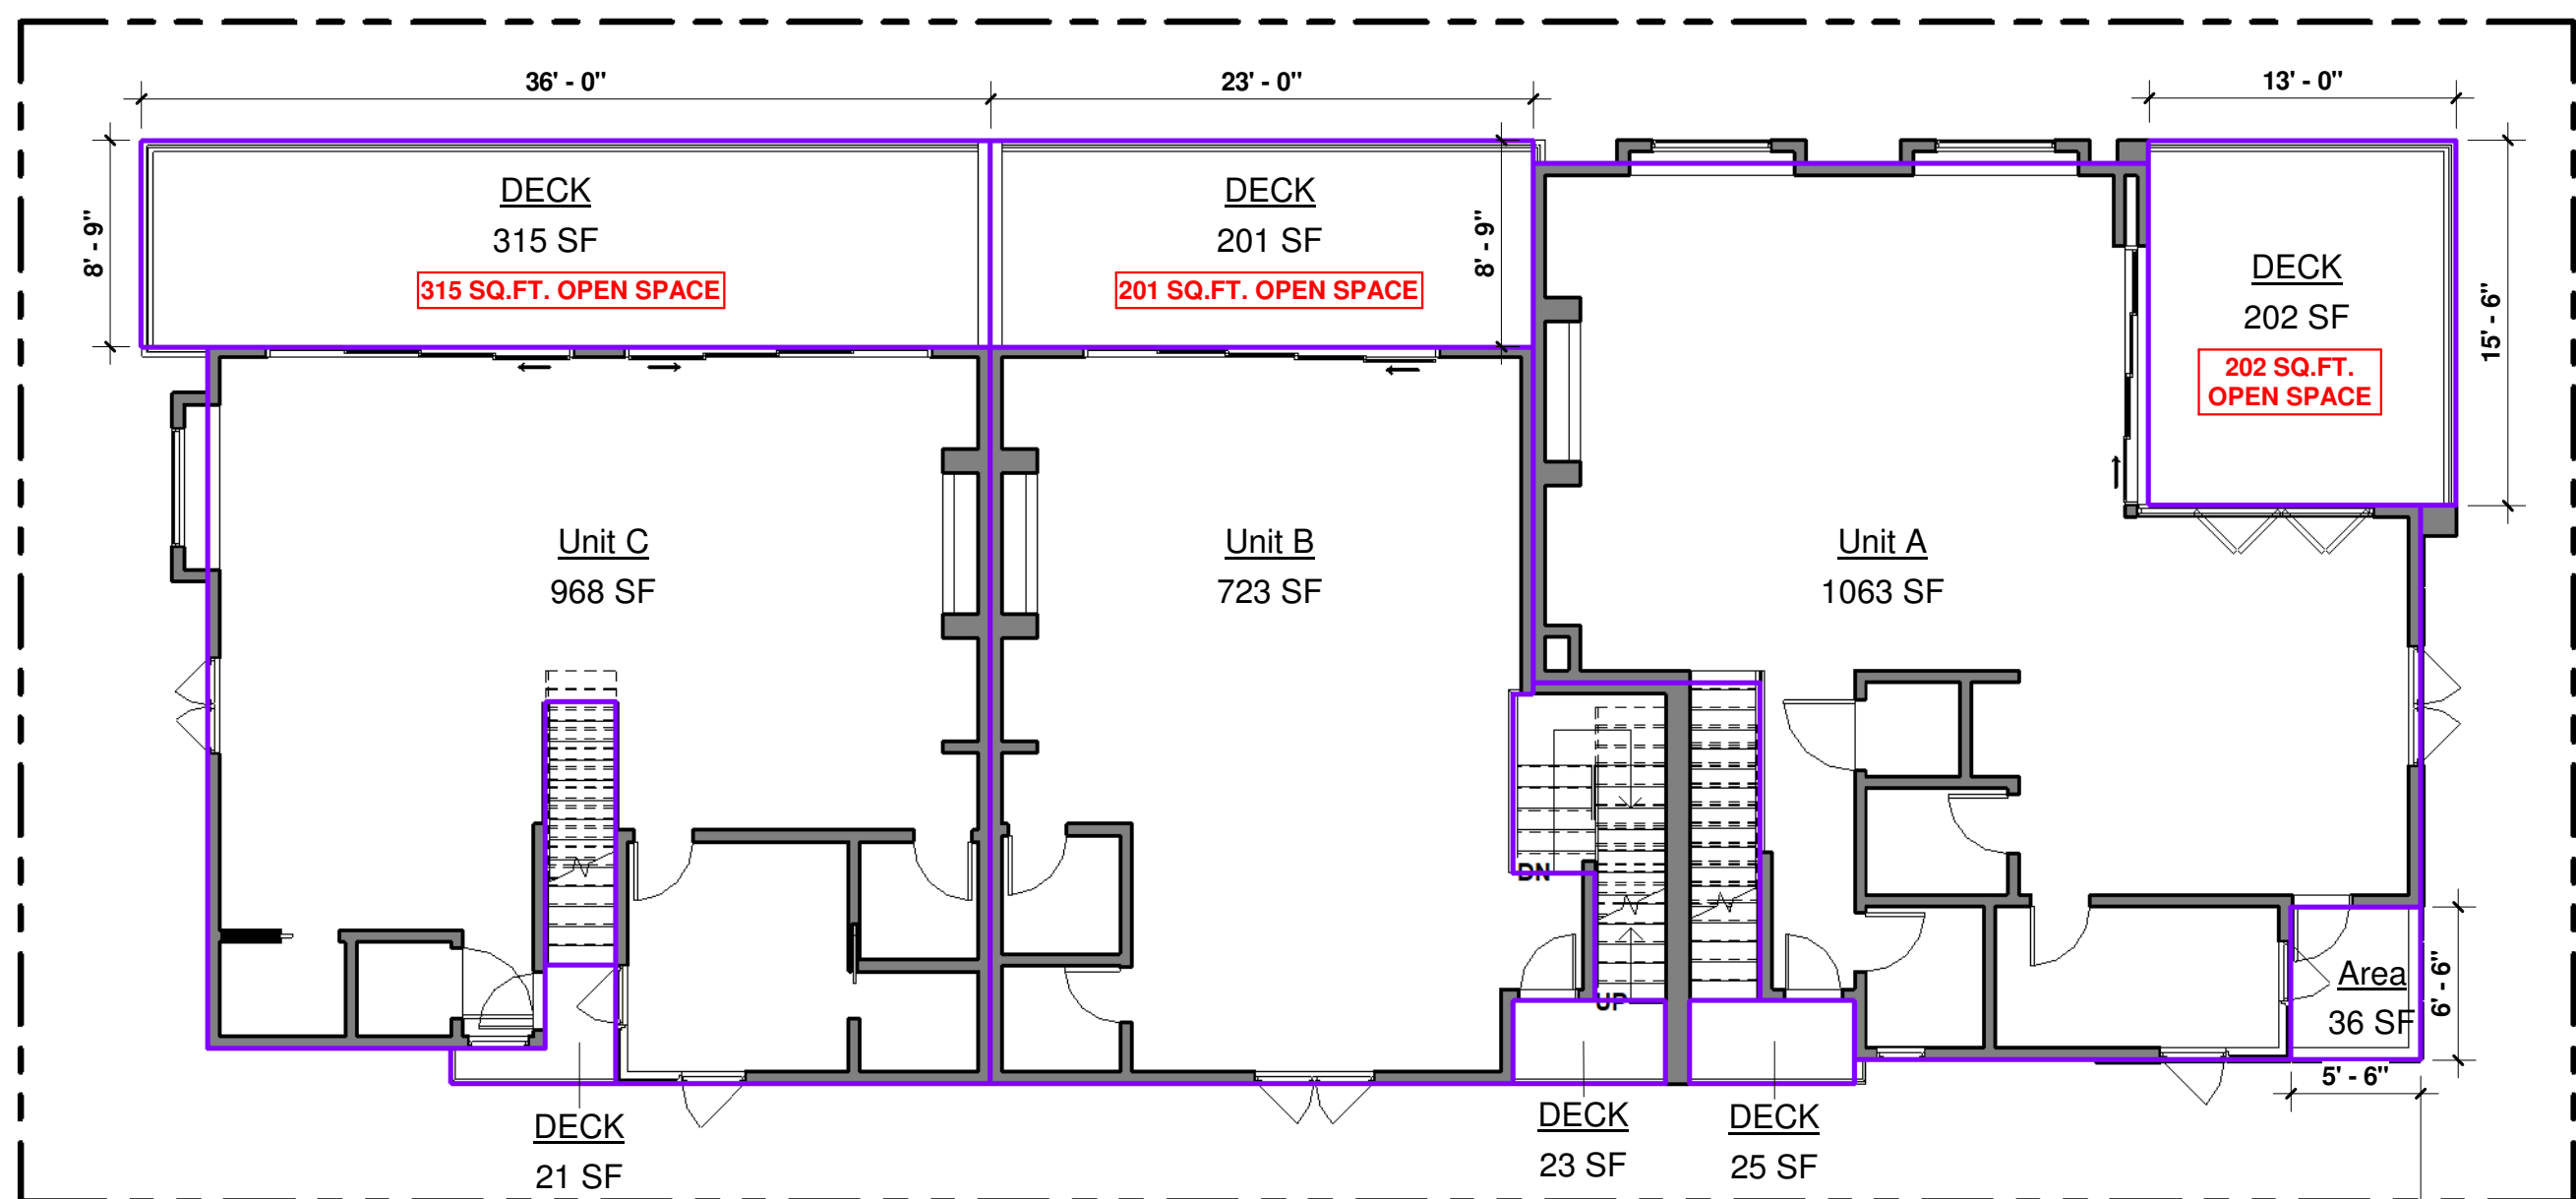 36' - 0"
23' - 0"
13' - 0"
8' - 9"
DECK
315 SF
315 SQ.FT. OPEN SPACE
DECK
201 SF
201 SQ.FT. OPEN SPACE
8' - 9"
DECK
202 SF
202 SQ.FT.
OPEN SPACE
15' - 6"
Unit C
968 SF
Unit B
723 SF
Unit A
1063 SF
DN
UP
Area
36 SF
6' - 6"
5' - 6"
DECK
21 SF
DECK
23 SF
DECK
25 SF